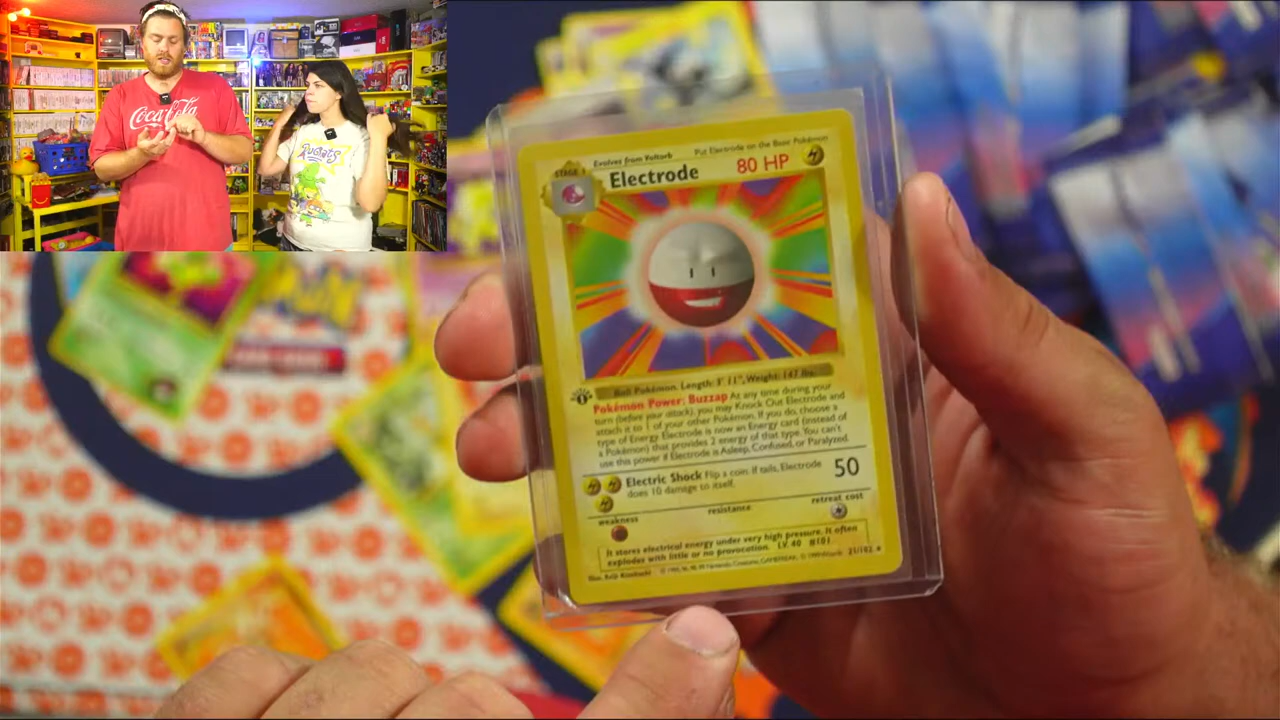 Coca-Cola
Rugrats
Evolves from Voltorb Put Electrode on the Basic Pokémon
STAGE 1
Electrode 80 HP
Ball Pokémon. Length: 3' 11", Weight: 147 lbs.
Pokémon Power: Buzzap At any time during your
turn (before your attack), you may Knock Out Electrode and
attach it to 1 of your other Pokémon. If you do, choose a
type of Energy. Electrode is now an Energy card (instead of
a Pokémon) that provides 2 energy of that type. You can't
use this power if Electrode is Asleep, Confused, or Paralyzed.
Electric Shock Flip a coin. If tails, Electrode
does 10 damage to itself.
50
weakness resistance retreat cost
It stores electrical energy under very high pressure. It often
explodes with little or no provocation. LV. 40 #101
21/102